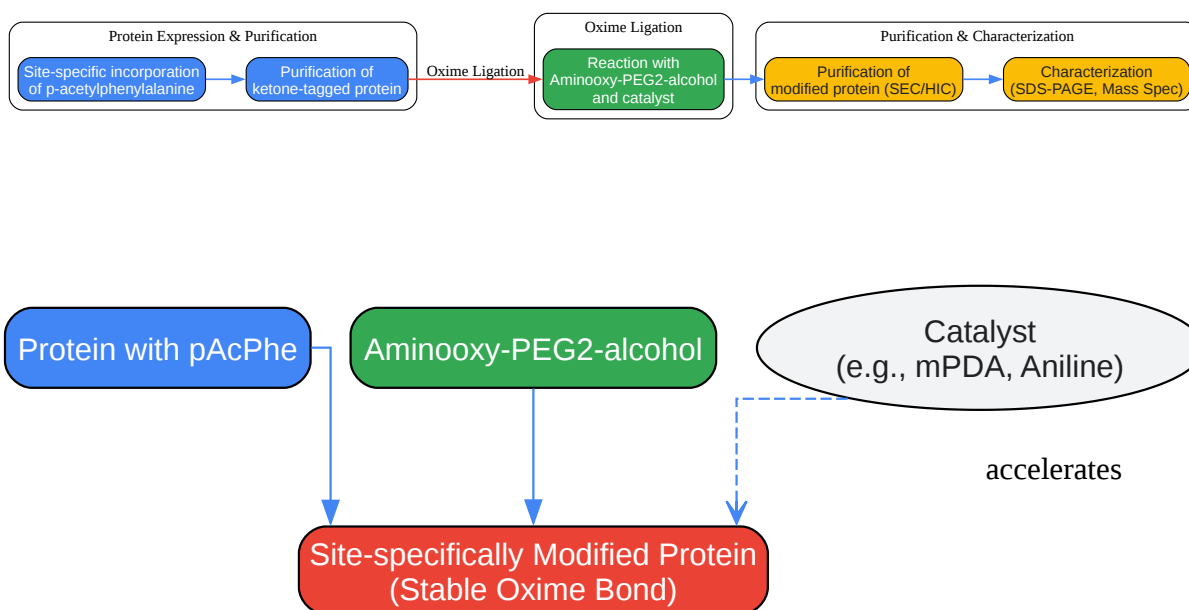 Protein Expression & Purification
Site-specific incorporation
of p-acetylphenylalanine
Purification of
ketone-tagged protein
Oxime Ligation
Oxime Ligation
Reaction with
Aminooxy-PEG2-alcohol
and catalyst
Purification & Characterization
Purification of
modified protein (SEC/HIC)
Characterization
(SDS-PAGE, Mass Spec)
Protein with pAcPhe
Aminooxy-PEG2-alcohol
Catalyst
(e.g., mPDA, Aniline)
accelerates
Site-specifically Modified Protein
(Stable Oxime Bond)